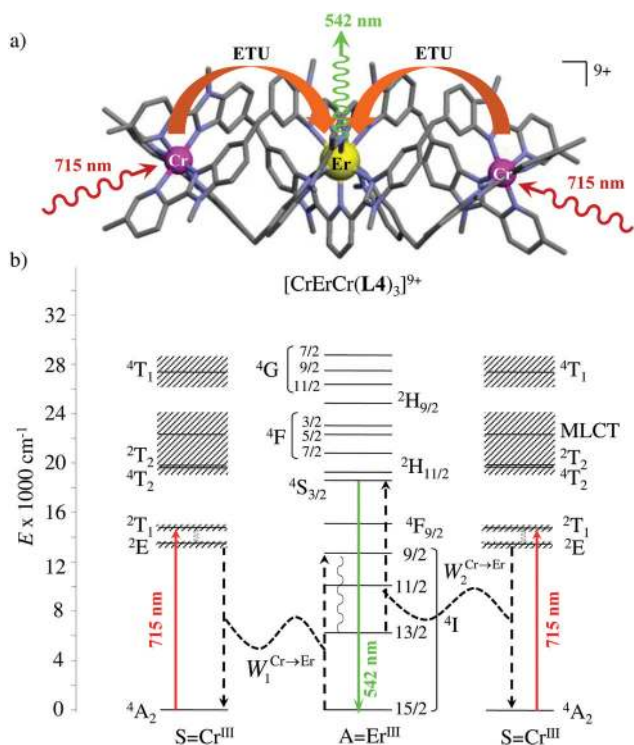 a)
542 nm
ETU
ETU
9+
Cr
Er
Cr
715 nm
715 nm
b)
[CrErCr(L4)₃]⁹⁺
E x 1000 cm⁻¹
32
28
24
20
16
12
8
4
0
⁴T₁
²T₂
⁴T₂
²T₁
²E
⁴A₂
715 nm
S=Crᴵᴵᴵ
⁴G
7/2
9/2
11/2
²H₉/₂
⁴F
3/2
5/2
7/2
²H₁₁/₂
⁴S₃/₂
⁴F₉/₂
9/2
11/2
13/2
15/2
⁴I
W₁ᶜʳ→ᴱʳ
W₂ᶜʳ→ᴱʳ
542 nm
A=Erᴵᴵᴵ
⁴T₁
MLCT
²T₂
⁴T₂
²T₁
²E
⁴A₂
715 nm
S=Crᴵᴵᴵ